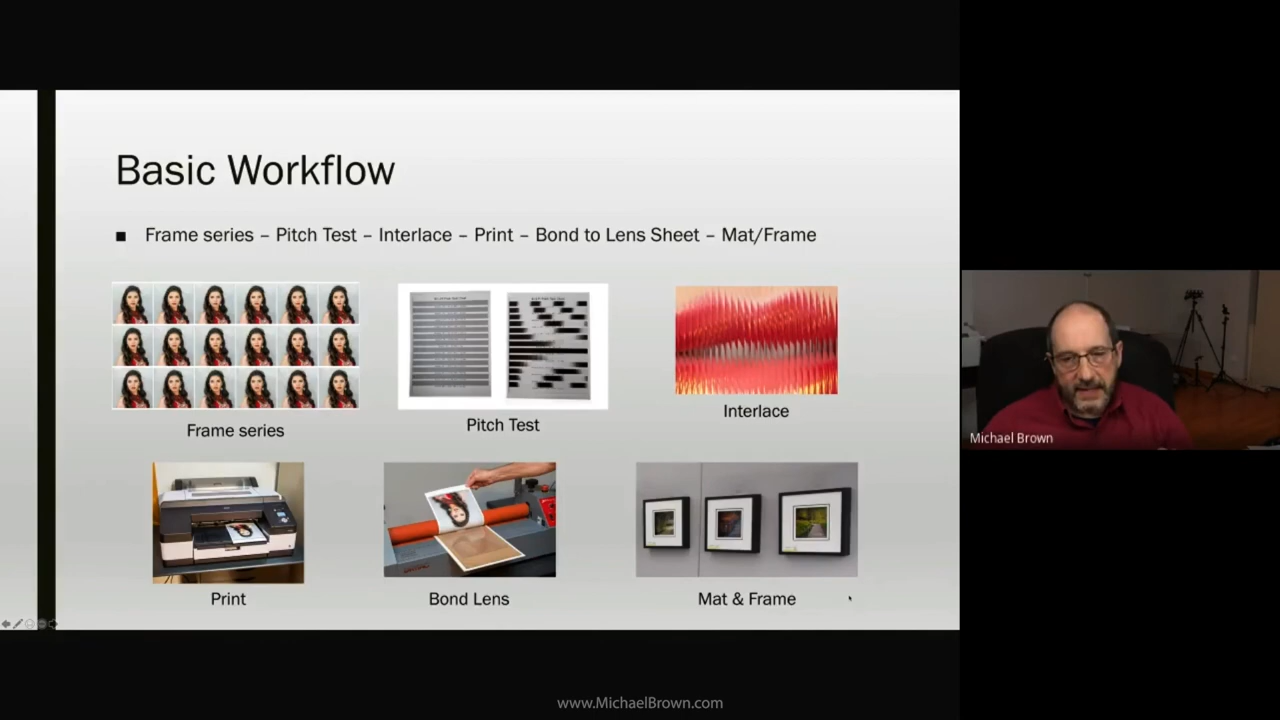 Basic Workflow
■ Frame series – Pitch Test – Interlace – Print – Bond to Lens Sheet – Mat/Frame
Frame series
Pitch Test
Interlace
Print
Bond Lens
Mat & Frame
Michael Brown
www.MichaelBrown.com